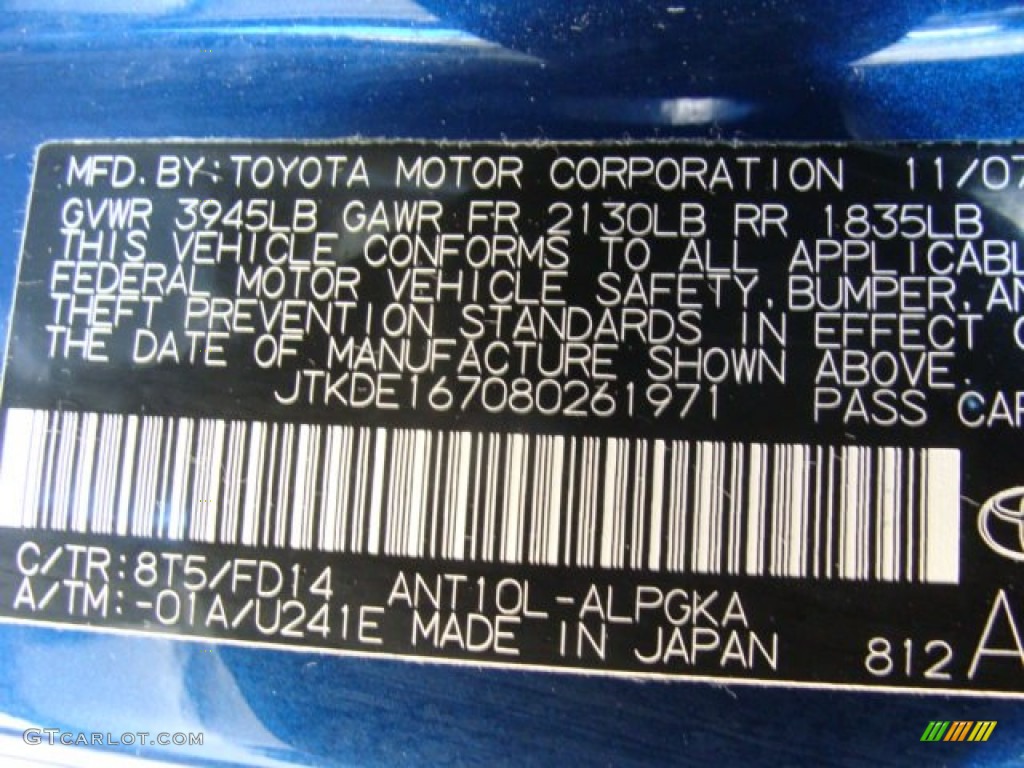 MFD. BY: TOYOTA MOTOR CORPORATION 11/07
GVWR 3945LB GAWR FR 2130LB RR 1835LB
THIS VEHICLE CONFORMS TO ALL APPLICABL
FEDERAL MOTOR VEHICLE SAFETY, BUMPER, AN
THEFT PREVENTION STANDARDS IN EFFECT O
THE DATE OF MANUFACTURE SHOWN ABOVE.
JTKDE167080261971 PASS CAR
C/TR: 8T5/FD14 ANT10L-ALPGKA
A/TM: -01A/U241E MADE IN JAPAN 812 A
GTCarLot.com